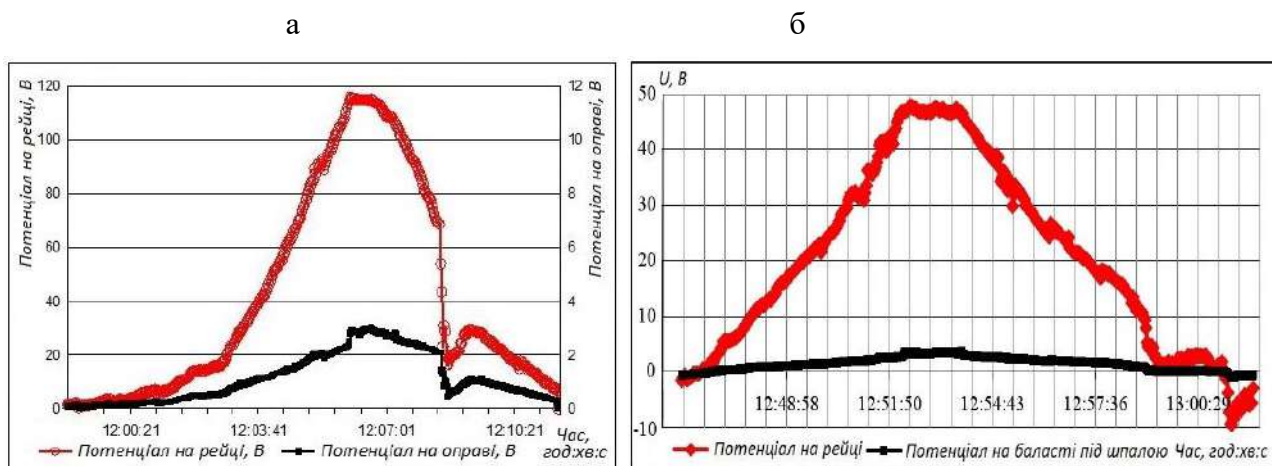 а
б
Потенціал на рейці, В
120
100
80
60
40
20
0
12
10
8
6
4
2
0
Потенціал на оправі, В
12:00:21 12:03:41 12:07:01 12:10:21 Час,
год:хв:с
Потенціал на рейці, В Потенціал на оправі, В
U, В
50
40
30
20
10
0
-10
12:48:58 12:51:50 12:54:43 12:57:36 13:00:29
Потенціал на рейці Потенціал на баласті під шпалою Час, год:хв:с